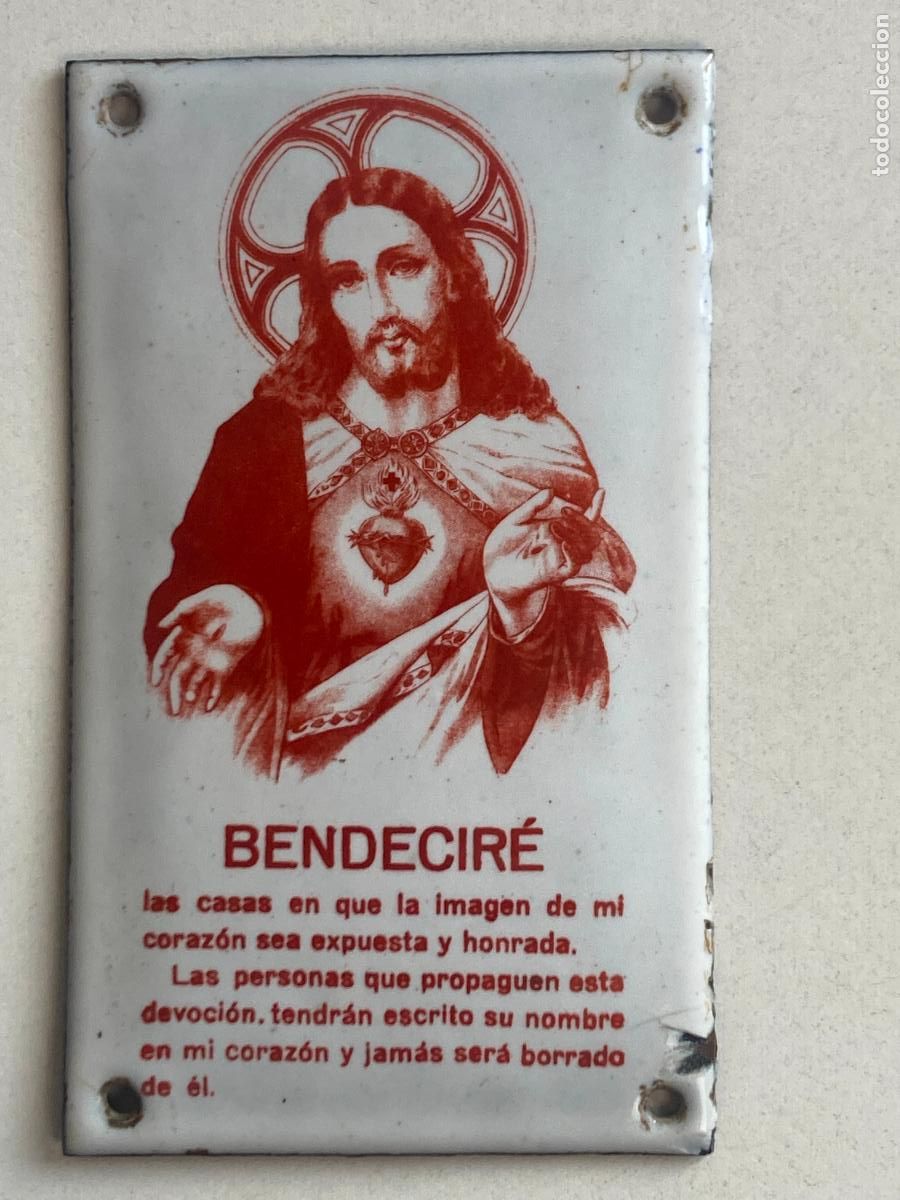 todocoleccion
BENDECIRÉ
las casas en que la imagen de mi
corazón sea expuesta y honrada.
Las personas que propaguen esta
devoción. tendrán escrito su nombre
en mi corazón y jamás será borrado
de él.